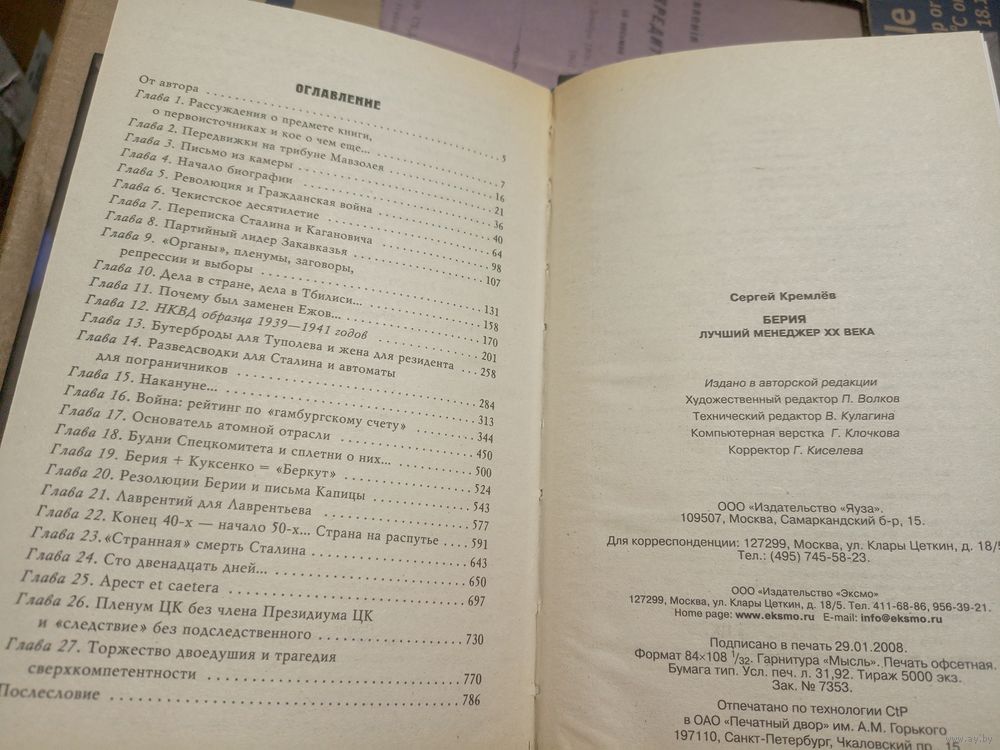 ОГЛАВЛЕНИЕ
От автора ........ 5
Глава 1. Рассуждения о предмете книги,
о первоисточниках и кое о чем еще... ........ 7
Глава 2. Передвижки на трибуне Мавзолея ........ 16
Глава 3. Письмо из камеры ........ 21
Глава 4. Начало биографии ........ 36
Глава 5. Революция и Гражданская война ........ 40
Глава 6. Чекистское десятилетие ........ 64
Глава 7. Переписка Сталина и Кагановича ........ 98
Глава 8. Партийный лидер Закавказья ........ 107
Глава 9. «Органы», пленумы, заговоры,
репрессии и выборы ........ 131
Глава 10. Дела в стране, дела в Тбилиси... ........ 158
Глава 11. Почему был заменен Ежов... ........ 170
Глава 12. НКВД образца 1939—1941 годов ........ 201
Глава 13. Бутерброды для Туполева и жена для резидента ... 258
Глава 14. Разведсводки для Сталина и автоматы
для пограничников ........ 284
Глава 15. Накануне... ........ 313
Глава 16. Война: рейтинг по «гамбургскому счету» ........ 344
Глава 17. Основатель атомной отрасли ........ 450
Глава 18. Будни Спецкомитета и сплетни о них... ........ 500
Глава 19. Берия + Куксенко = «Беркут» ........ 524
Глава 20. Резолюции Берии и письма Капицы ........ 543
Глава 21. Лаврентий для Лаврентьева ........ 577
Глава 22. Конец 40-х — начало 50-х... Страна на распутье .... 591
Глава 23. «Странная» смерть Сталина ........ 643
Глава 24. Сто двенадцать дней... ........ 650
Глава 25. Арест et caetera ........ 697
Глава 26. Пленум ЦК без члена Президиума ЦК
и «следствие» без подследственного ........ 730
Глава 27. Торжество двоедушия и трагедия
сверхкомпетентности ........ 770
Послесловие ........ 786
Сергей Кремлёв
БЕРИЯ
ЛУЧШИЙ МЕНЕДЖЕР XX ВЕКА
Издано в авторской редакции
Художественный редактор П. Волков
Технический редактор В. Кулагина
Компьютерная верстка Г. Клочкова
Корректор Г. Киселева
ООО «Издательство «Яуза».
109507, Москва, Самаркандский б-р, 15.
Для корреспонденции: 127299, Москва, ул. Клары Цеткин, д. 18/5
Тел.: (495) 745-58-23.
ООО «Издательство «Эксмо»
127299, Москва, ул. Клары Цеткин, д. 18/5. Тел. 411-68-86, 956-39-21.
Home page: www.eksmo.ru E-mail: info@eksmo.ru
Подписано в печать 29.01.2008.
Формат 84×108 1/32. Гарнитура «Мысль». Печать офсетная.
Бумага тип. Усл. печ. л. 31,92. Тираж 5000 экз.
Зак. № 7353.
Отпечатано по технологии CtP
в ОАО «Печатный двор» им. А.М. Горького
197110, Санкт-Петербург, Чкаловский пр., 15.
www.ay.by